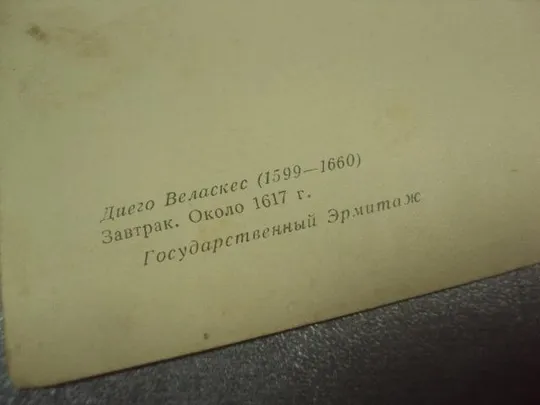 Диего Веласкес (1599—1660)
Завтрак. Около 1617 г.
Государственный Эрмитаж